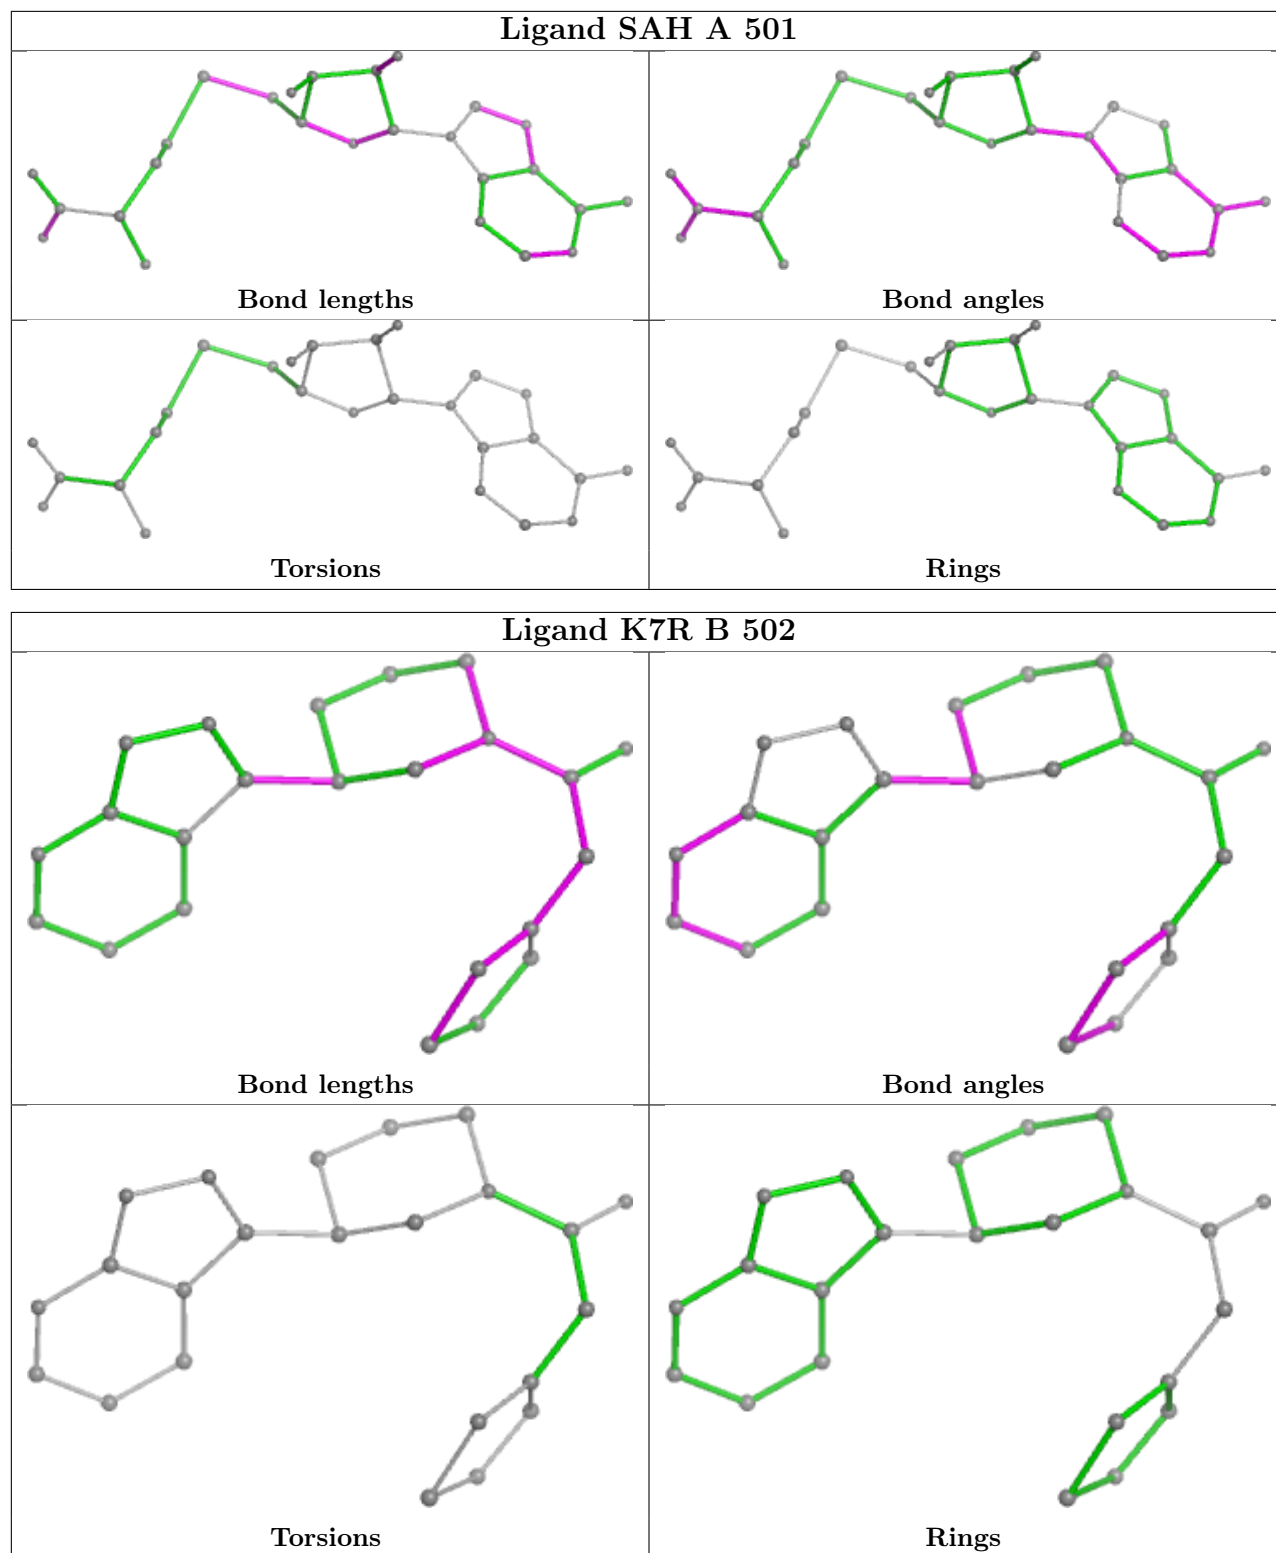 Ligand SAH A 501
Bond lengths
Bond angles
Torsions
Rings
Ligand K7R B 502
Bond lengths
Bond angles
Torsions
Rings